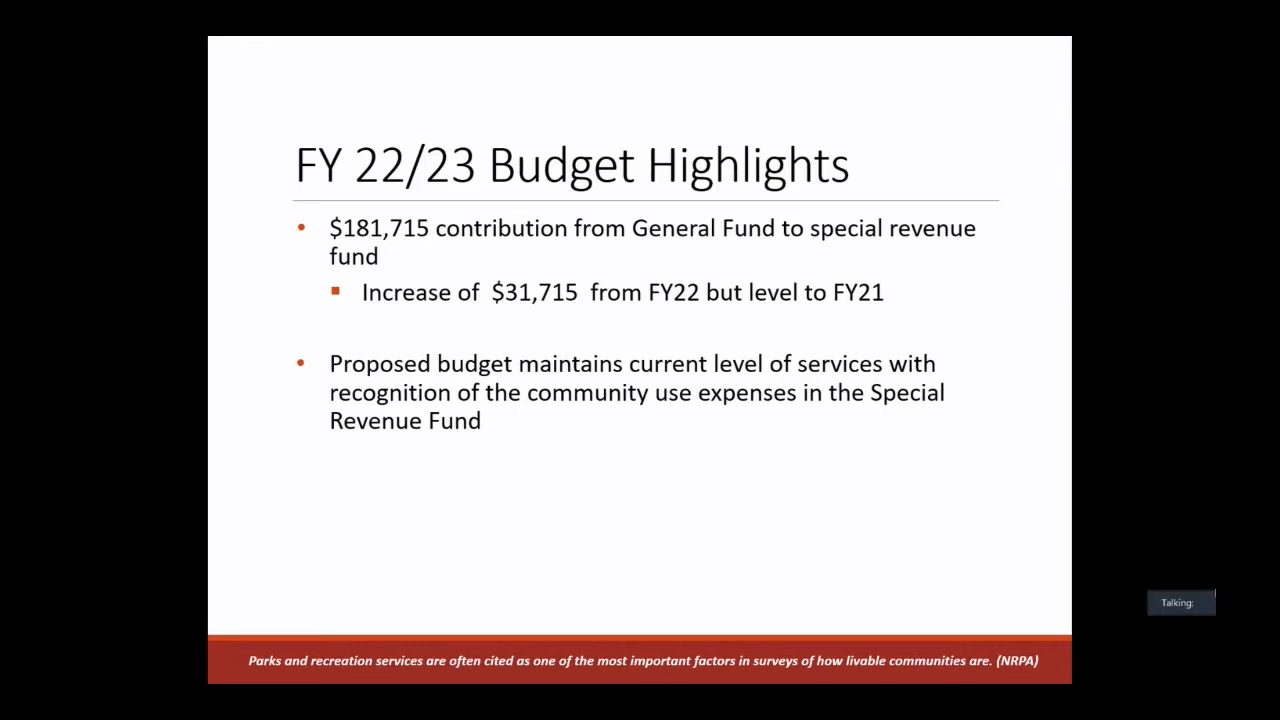 FY 22/23 Budget Highlights
• $181,715 contribution from General Fund to special revenue
fund
▪ Increase of $31,715 from FY22 but level to FY21
• Proposed budget maintains current level of services with
recognition of the community use expenses in the Special
Revenue Fund
Talking:
Parks and recreation services are often cited as one of the most important factors in surveys of how livable communities are. (NRPA)